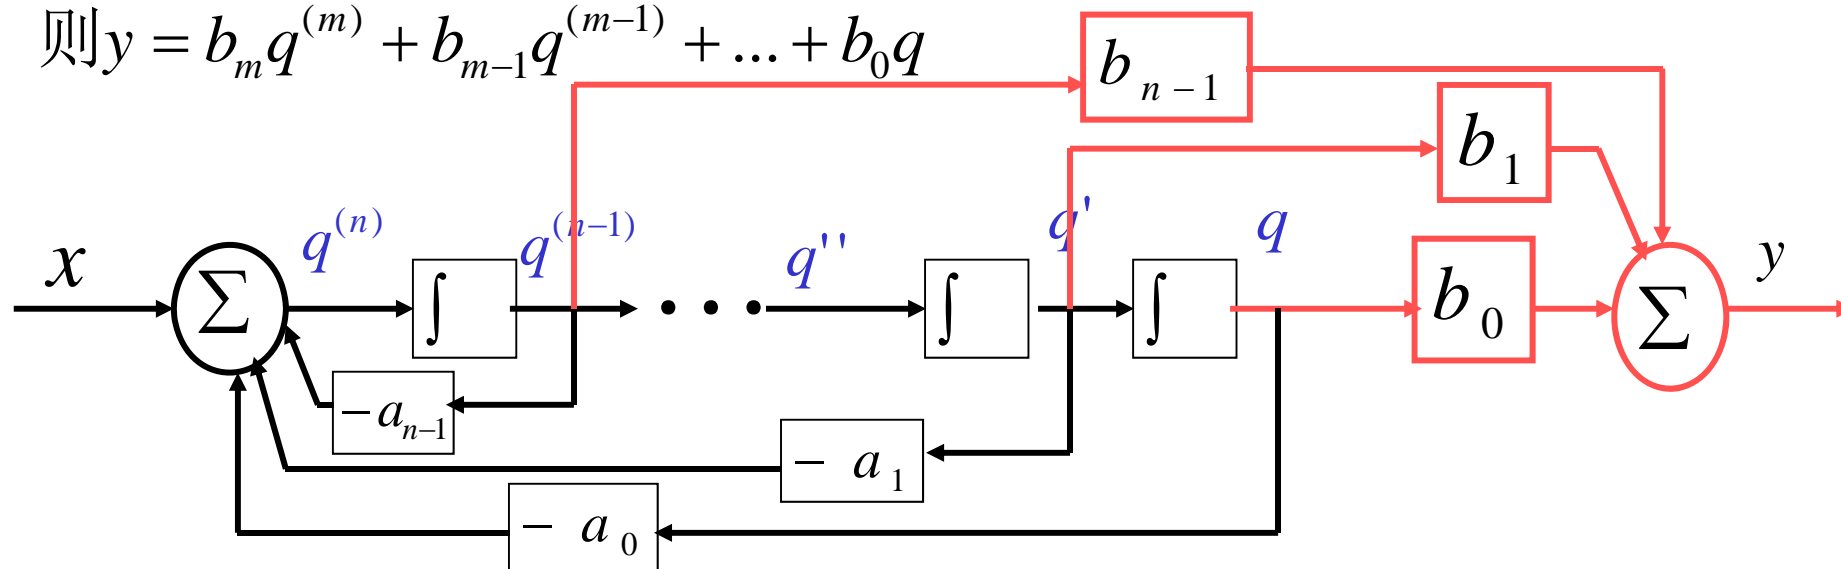 则y = b_m q^(m) + b_{m−1} q^(m−1) + ... + b_0 q
b_{n−1}
b_1
x
Σ
q^(n)
∫
q^(n−1)
• • •
q''
∫
q'
∫
q
b_0
Σ
y
−a_{n−1}
− a_1
− a_0